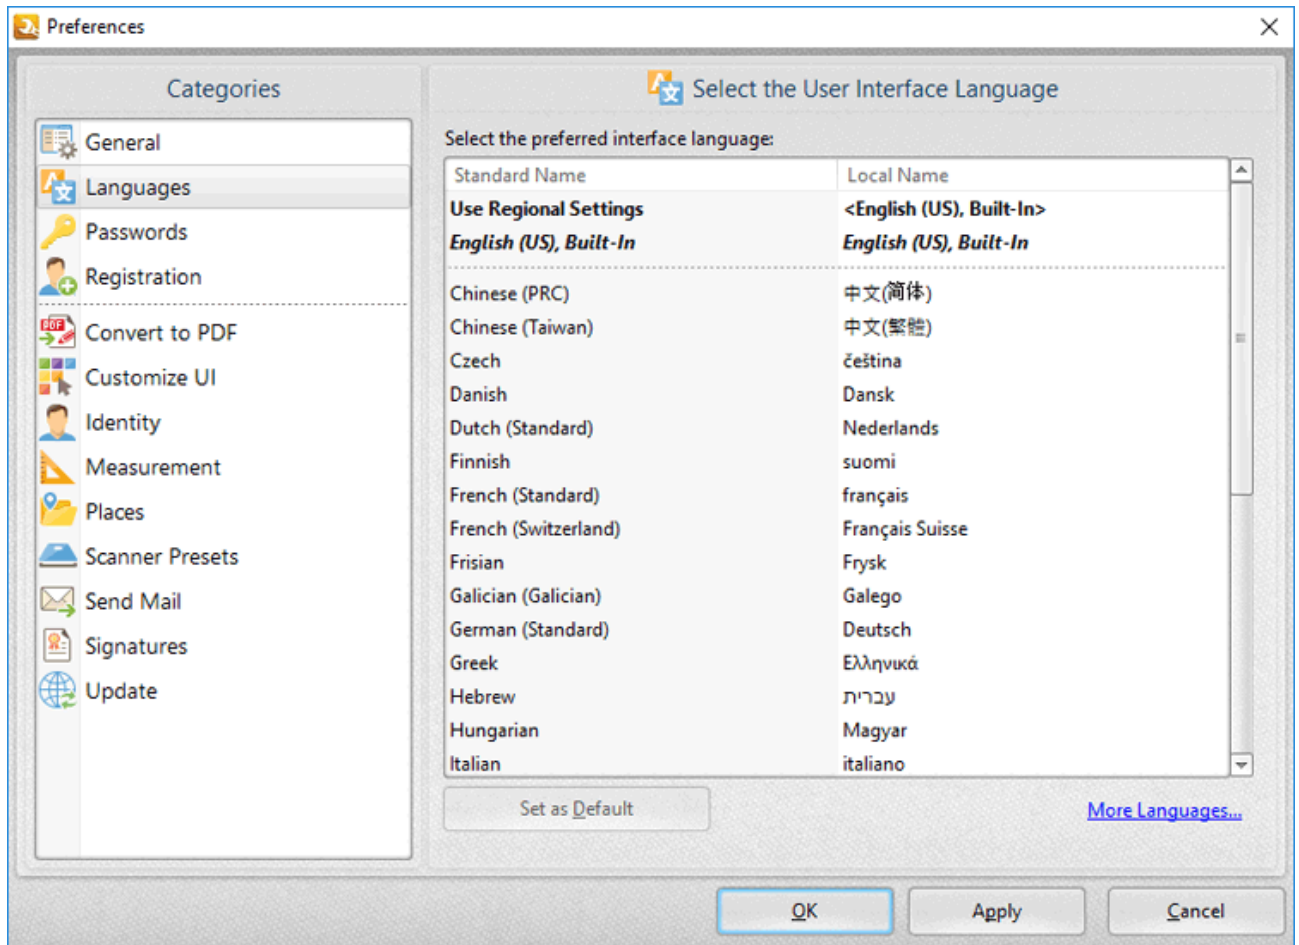 Preferences
Categories
General
Languages
Passwords
Registration
Convert to PDF
Customize UI
Identity
Measurement
Places
Scanner Presets
Send Mail
Signatures
Update
Select the User Interface Language
Select the preferred interface language:
Standard Name Local Name
Use Regional Settings <English (US), Built-In>
English (US), Built-In English (US), Built-In
Chinese (PRC) 中文(简体)
Chinese (Taiwan) 中文(繁體)
Czech čeština
Danish Dansk
Dutch (Standard) Nederlands
Finnish suomi
French (Standard) français
French (Switzerland) Français Suisse
Frisian Frysk
Galician (Galician) Galego
German (Standard) Deutsch
Greek Ελληνικά
Hebrew עברית
Hungarian Magyar
Italian italiano
Set as Default More Languages...
OK Apply Cancel